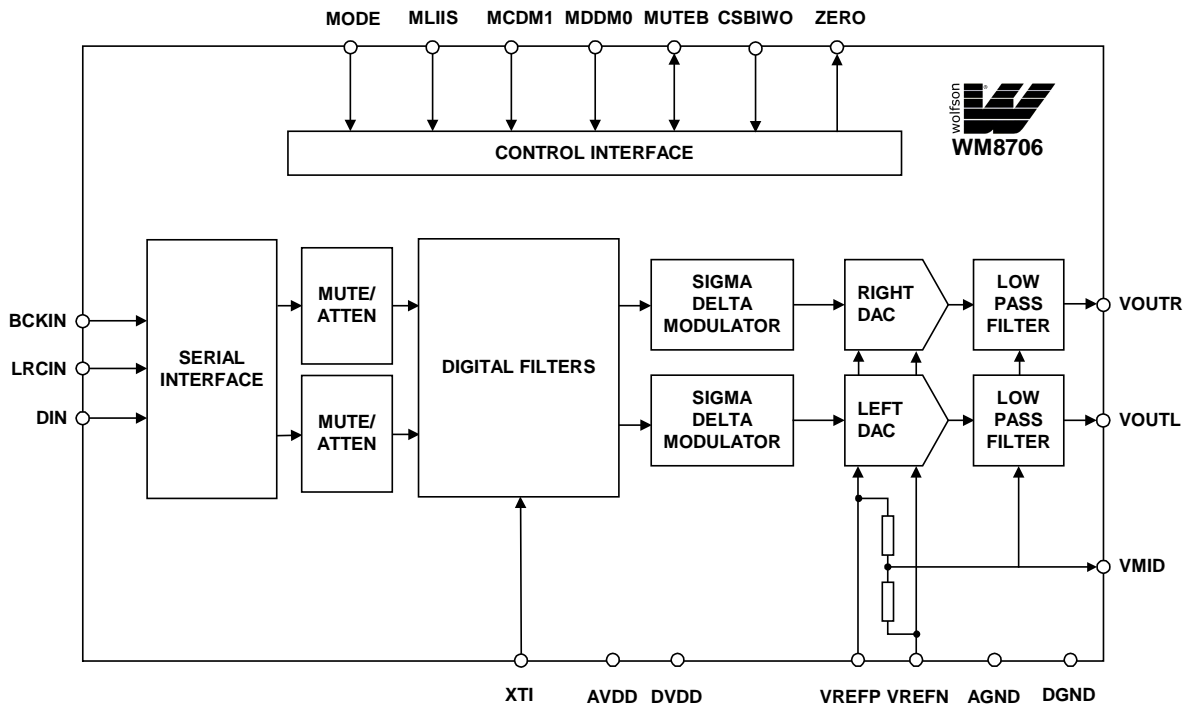 MODE MLIIS MCDM1 MDDM0 MUTEB CSBIWO ZERO
wolfson
®
WM8706
CONTROL INTERFACE
BCKIN
LRCIN
DIN
SERIAL
INTERFACE
MUTE/
ATTEN
MUTE/
ATTEN
DIGITAL FILTERS
SIGMA
DELTA
MODULATOR
SIGMA
DELTA
MODULATOR
RIGHT
DAC
LEFT
DAC
LOW
PASS
FILTER
LOW
PASS
FILTER
VOUTR
VOUTL
VMID
XTI AVDD DVDD VREFP VREFN AGND DGND